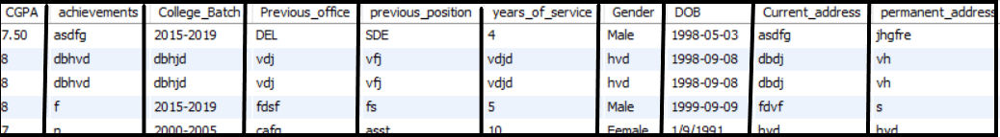 CGPA achievements College_Batch Previous_office previous_position years_of_service Gender DOB Current_address permanent_address
7.50 asdfg 2015-2019 DEL SDE 4 Male 1998-05-03 asdfg jhgfre
8 dbhvd dbhjd vdj vfj vdjd hvd 1998-09-08 dbdj vh
8 dbhvd dbhjd vdj vfj vdjd hvd 1998-09-08 dbdj vh
8 f 2015-2019 fdsf fs 5 Male 1999-09-09 fdvf s
7 n 2000-2005 cafg asst 10 Female 1/9/1991 hvd hvd